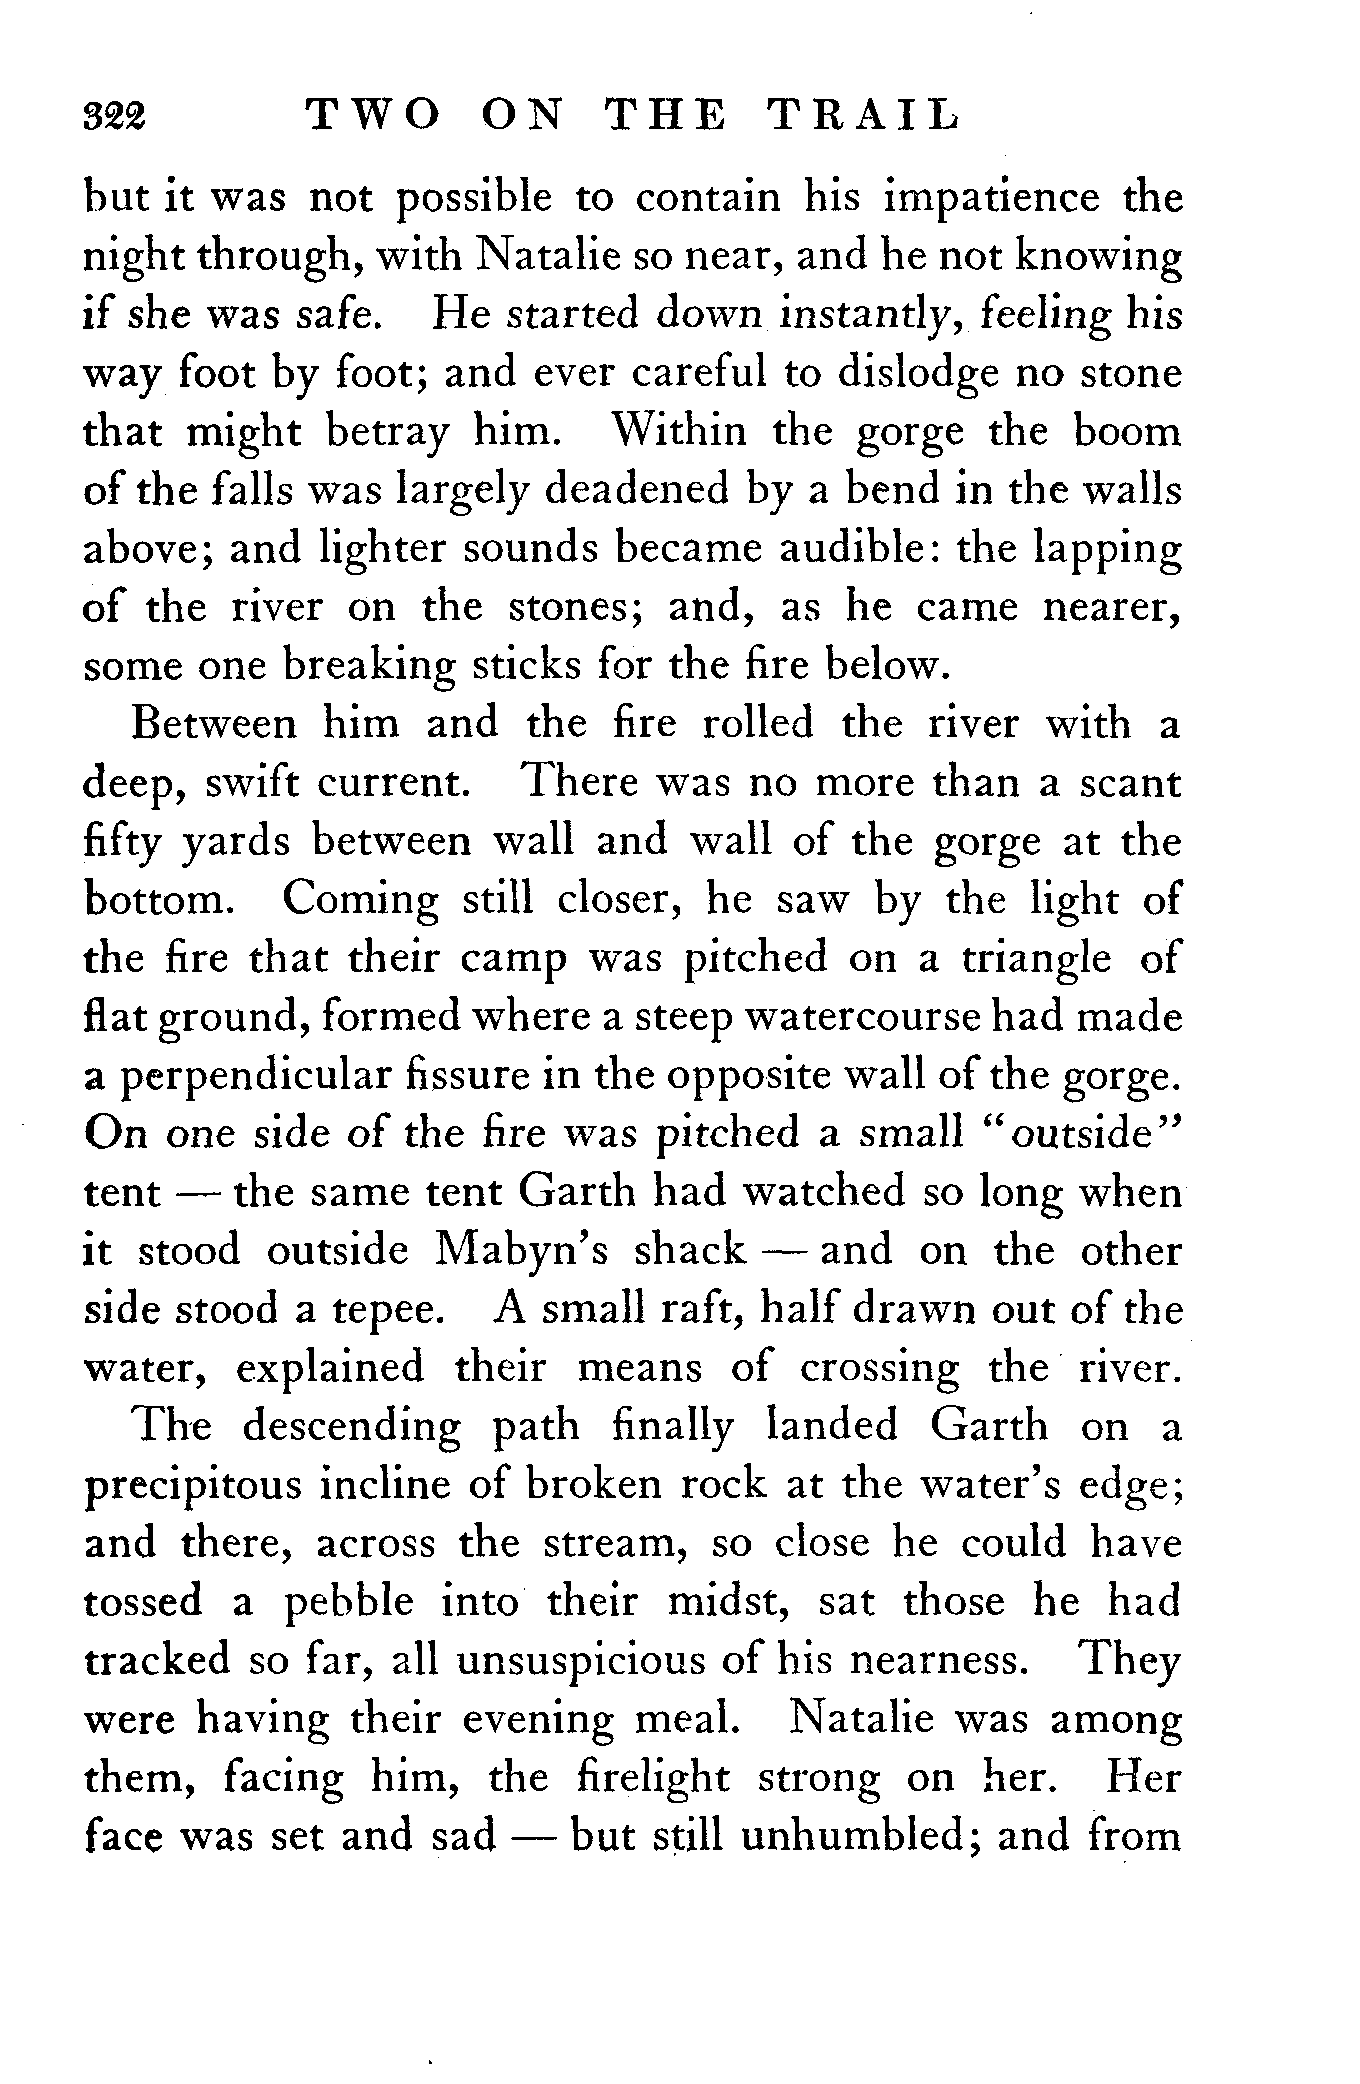 322 TWO ON THE TRAIL
but it was not possible to contain his impatience the
night through, with Natalie so near, and he not knowing
if she was safe. He started down instantly, feeling his
way foot by foot; and ever careful to dislodge no stone
that might betray him. Within the gorge the boom
of the falls was largely deadened by a bend in the walls
above; and lighter sounds became audible: the lapping
of the river on the stones; and, as he came nearer,
some one breaking sticks for the fire below.
Between him and the fire rolled the river with a
deep, swift current. There was no more than a scant
fifty yards between wall and wall of the gorge at the
bottom. Coming still closer, he saw by the light of
the fire that their camp was pitched on a triangle of
flat ground, formed where a steep watercourse had made
a perpendicular fissure in the opposite wall of the gorge.
On one side of the fire was pitched a small “outside”
tent — the same tent Garth had watched so long when
it stood outside Mabyn’s shack — and on the other
side stood a tepee. A small raft, half drawn out of the
water, explained their means of crossing the river.
The descending path finally landed Garth on a
precipitous incline of broken rock at the water’s edge;
and there, across the stream, so close he could have
tossed a pebble into their midst, sat those he had
tracked so far, all unsuspicious of his nearness. They
were having their evening meal. Natalie was among
them, facing him, the firelight strong on her. Her
face was set and sad — but still unhumbled; and from